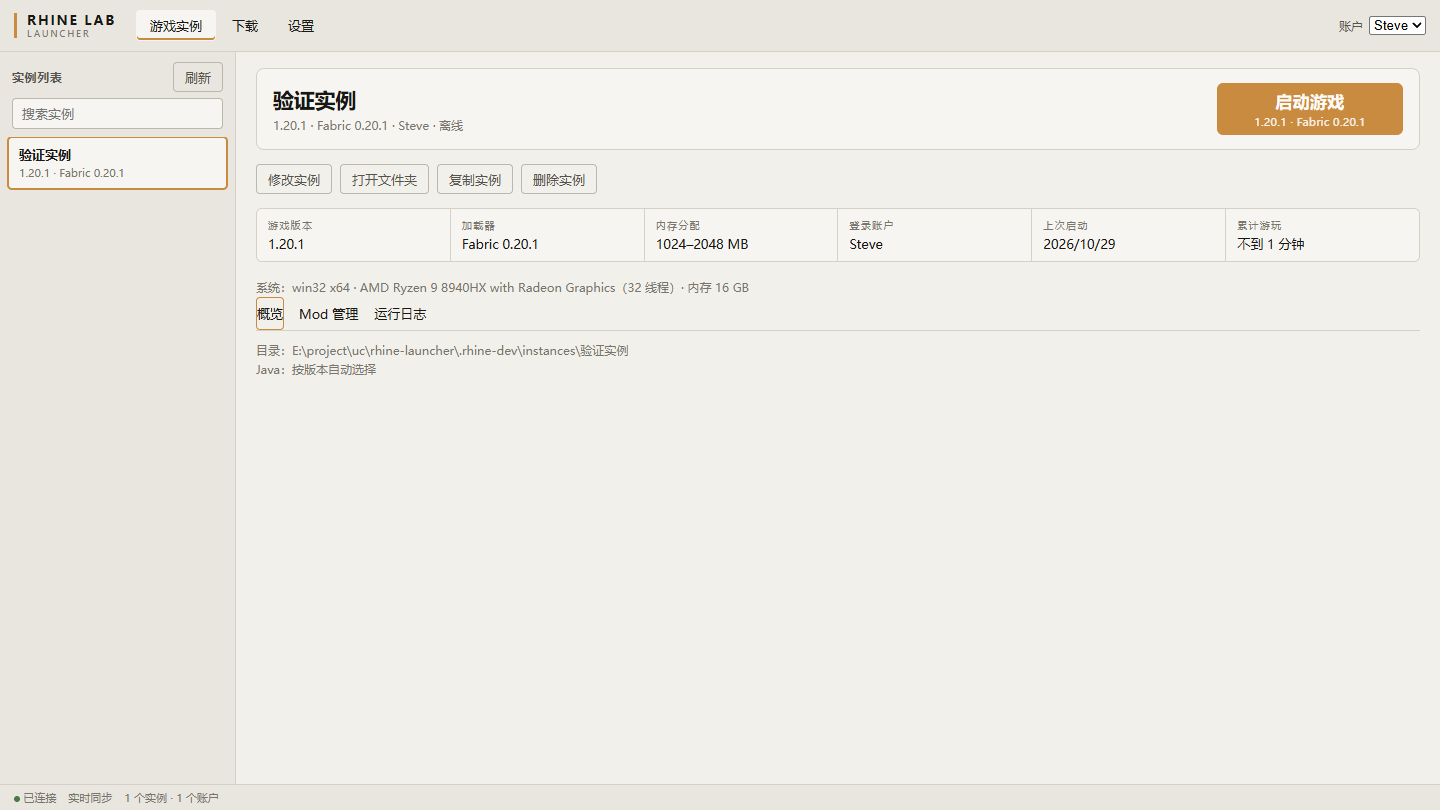 RHINE LAB
LAUNCHER
游戏实例
下载
设置
账户
Steve
实例列表
刷新
搜索实例
验证实例
1.20.1 · Fabric 0.20.1
验证实例
1.20.1 · Fabric 0.20.1 · Steve · 离线
启动游戏
1.20.1 · Fabric 0.20.1
修改实例
打开文件夹
复制实例
删除实例
游戏版本
1.20.1
加载器
Fabric 0.20.1
内存分配
1024–2048 MB
登录账户
Steve
上次启动
2026/10/29
累计游玩
不到 1 分钟
系统：win32 x64 · AMD Ryzen 9 8940HX with Radeon Graphics（32 线程）· 内存 16 GB
概览
Mod 管理
运行日志
目录：E:\project\uc\rhine-launcher\.rhine-dev\instances\验证实例
Java：按版本自动选择
已连接
实时同步
1 个实例 · 1 个账户